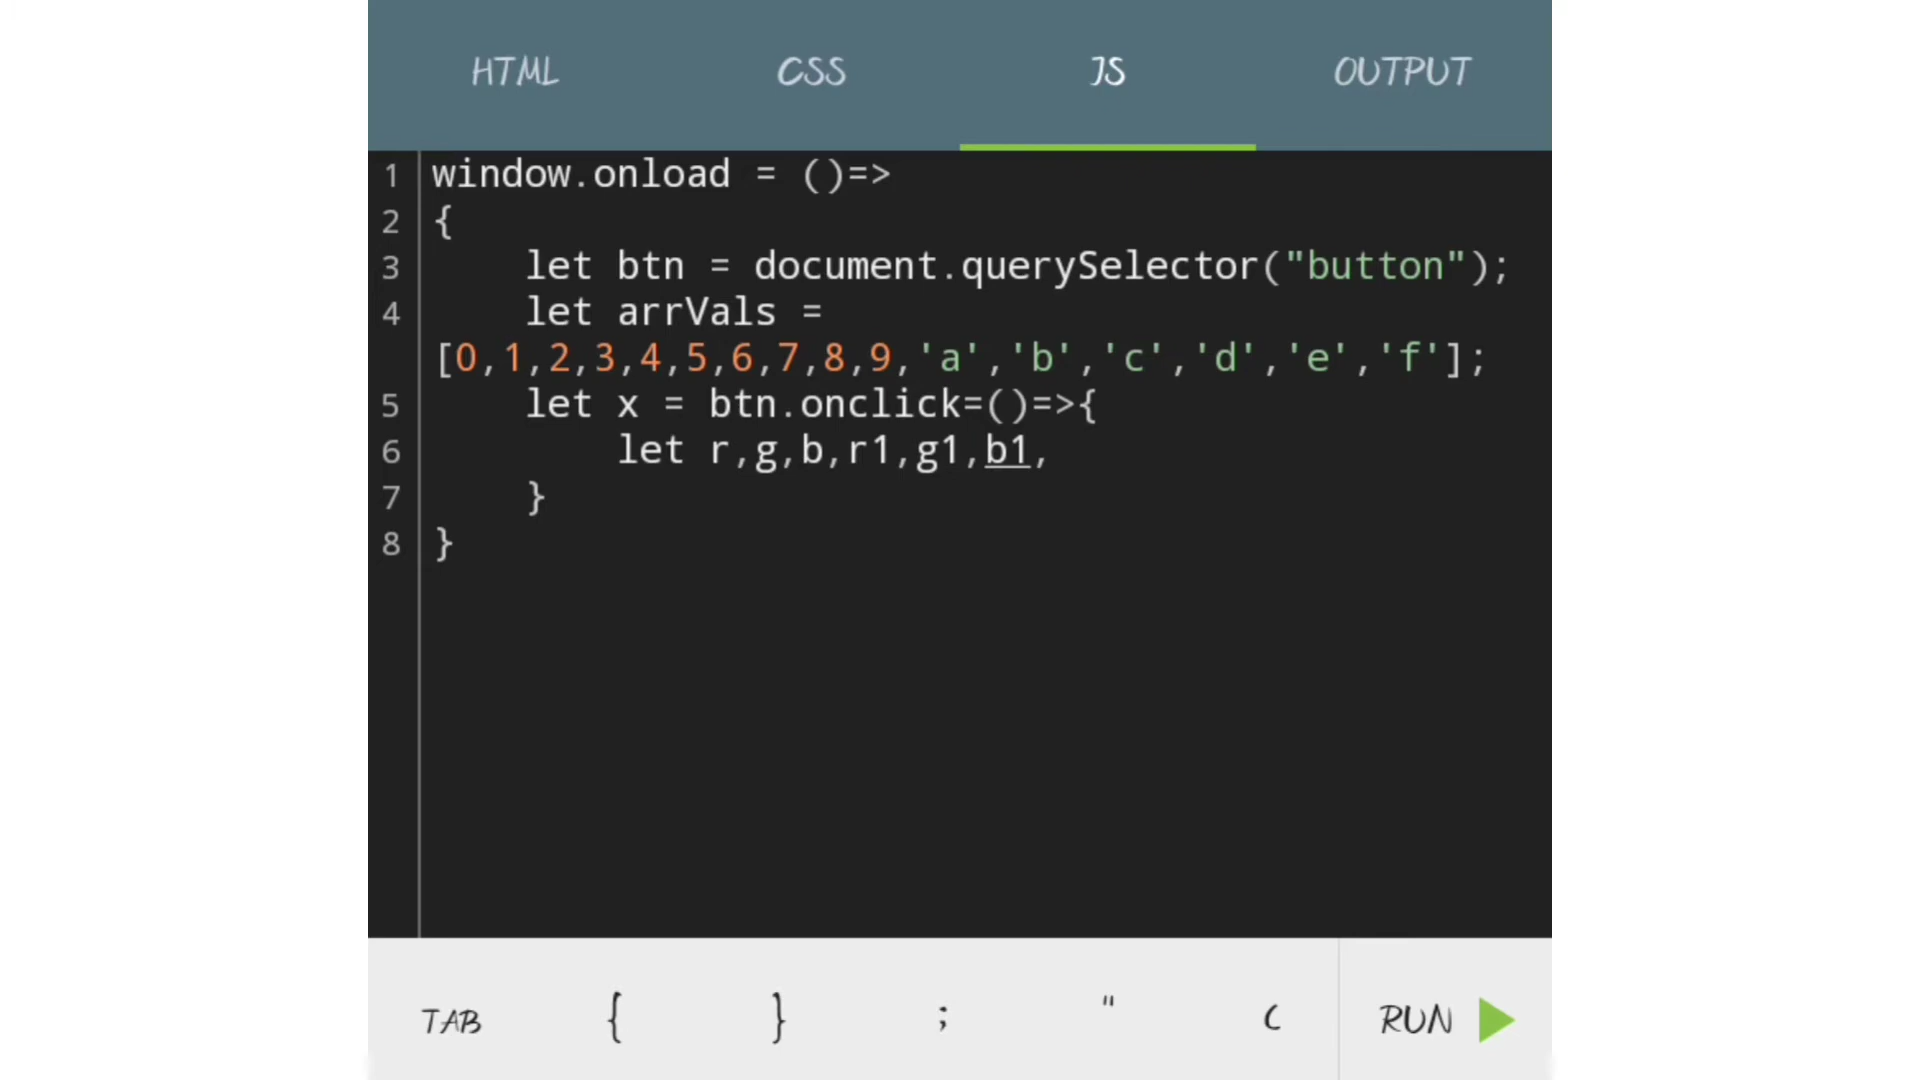 HTML CSS JS OUTPUT
1 window.onload = ()=>
2 {
3 let btn = document.querySelector("button");
4 let arrVals =
[0,1,2,3,4,5,6,7,8,9,'a','b','c','d','e','f'];
5 let x = btn.onclick=()=>{
6 let r,g,b,r1,g1,b1,
7 }
8 }
TAB { } ; " ( RUN